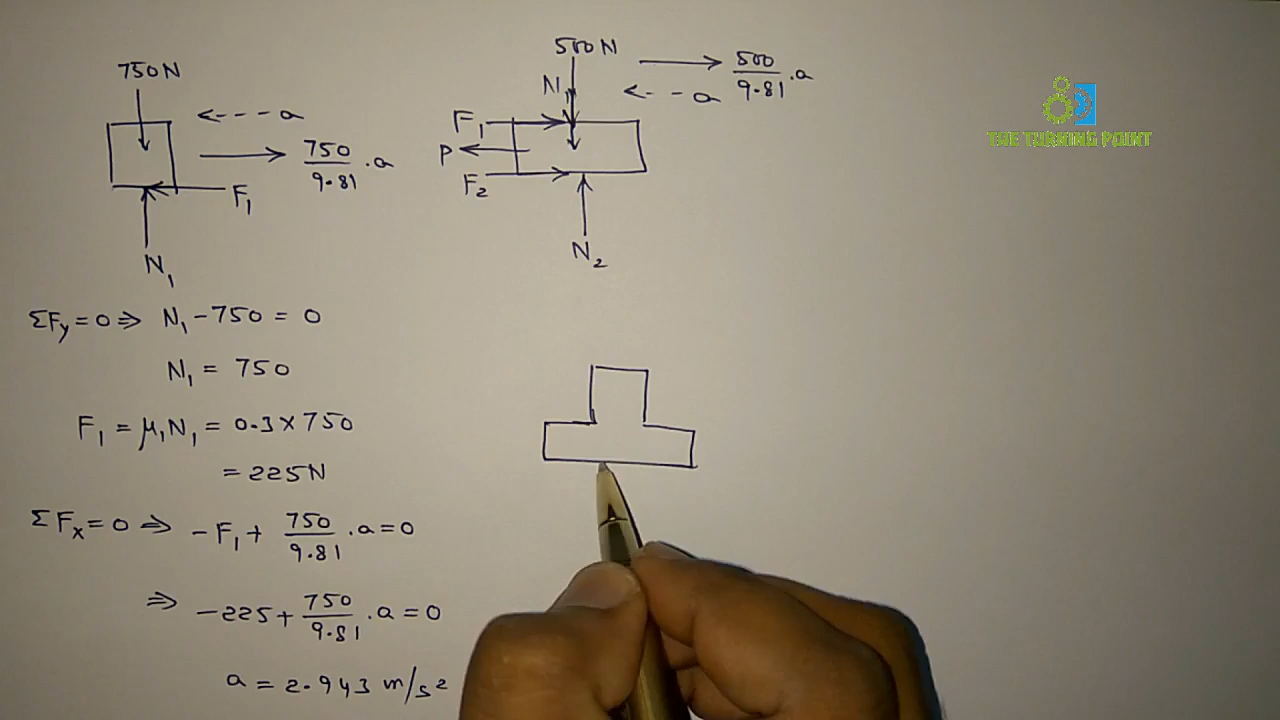 750N
a
750/9.81 . a
F₁
N₁
500N
N₁
500/9.81 . a
a
F₁
P
F₂
N₂
THE TURNING POINT
ΣFy=0 ⇒ N₁ - 750 = 0
N₁ = 750
F₁ = μ₁N₁ = 0.3 × 750
= 225N
ΣFx=0 ⇒ -F₁ + 750/9.81 . a = 0
⇒ -225 + 750/9.81 . a = 0
a = 2.943 m/s²